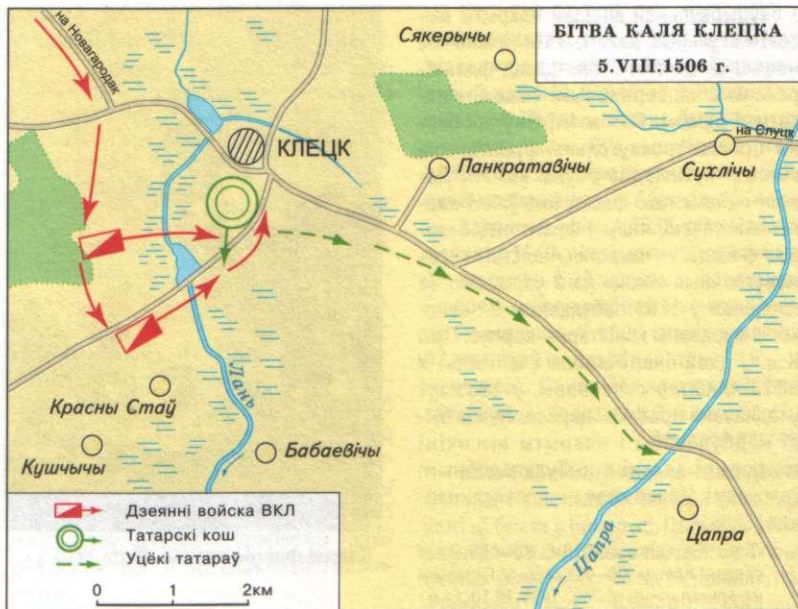 БІТВА КАЛЯ КЛЕЦКА
5.VIII.1506 г.
на Новагародак
Сякерычы
на Слуцк
КЛЕЦК
Панкратавічы
Сухлічы
Лань
Красны Стаў
Кушчычы
Бабаевічы
Цапра
Цапра
Дзеянні войска ВКЛ
Татарскі кош
Уцёкі татараў
0 1 2км